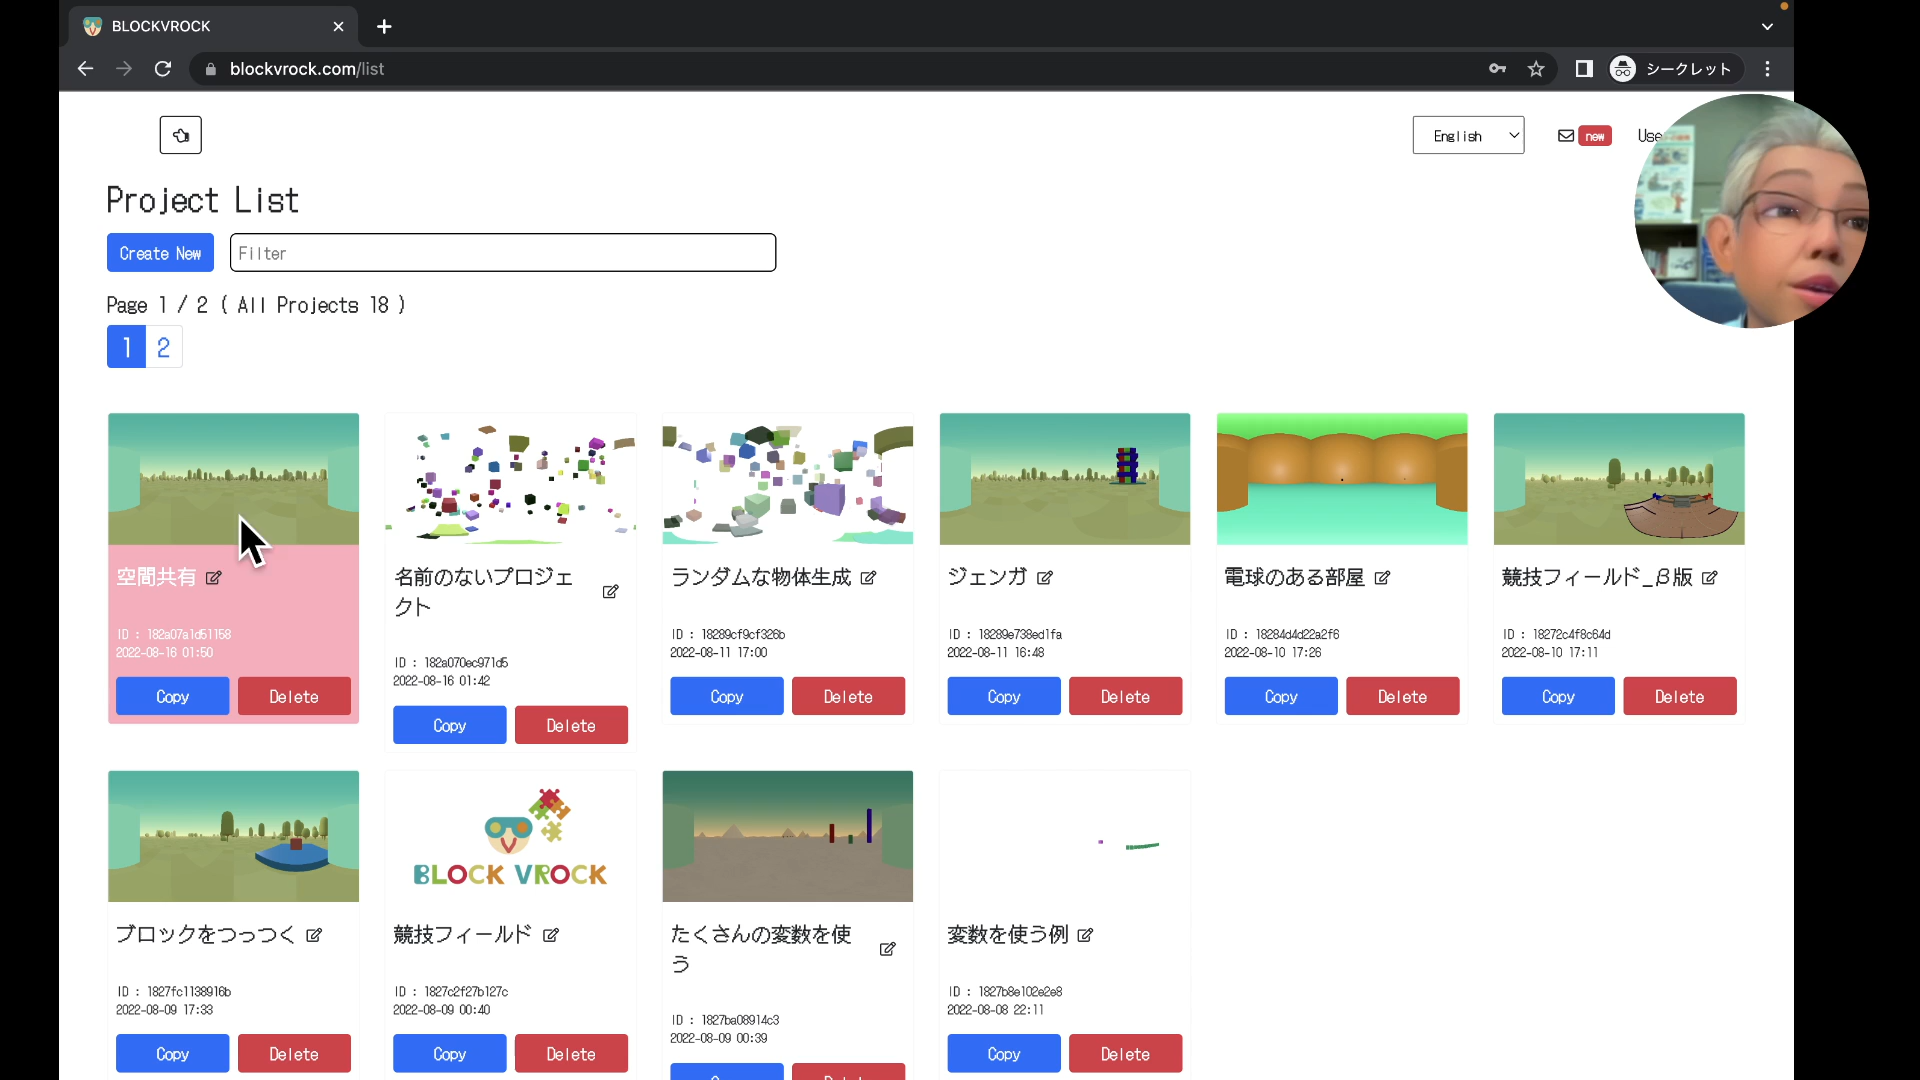 BLOCKVROCK
blockvrock.com/list
シークレット
English
new
Use
Project List
Create New
Filter
Page 1 / 2 ( All Projects 18 )
1 2
空間共有
ID : 182a07a1d51158
2022-08-16 01:50
Copy Delete
名前のないプロジェ
クト
ID : 182a070ec971d5
2022-08-16 01:42
Copy Delete
ランダムな物体生成
ID : 18289cf9cf326b
2022-08-11 17:00
Copy Delete
ジェンガ
ID : 18289e738ed1fa
2022-08-11 16:48
Copy Delete
電球のある部屋
ID : 18284d4d22a2f6
2022-08-10 17:26
Copy Delete
競技フィールド_β版
ID : 18272c4f8c64d
2022-08-10 17:11
Copy Delete
ブロックをつっつく
ID : 1827fc1138916b
2022-08-09 17:33
Copy Delete
BLOCK VROCK
競技フィールド
ID : 1827c2f27b127c
2022-08-09 00:40
Copy Delete
たくさんの変数を使
う
ID : 1827ba08914c3
2022-08-09 00:39
変数を使う例
ID : 1827b8e102e2e8
2022-08-08 22:11
Copy Delete